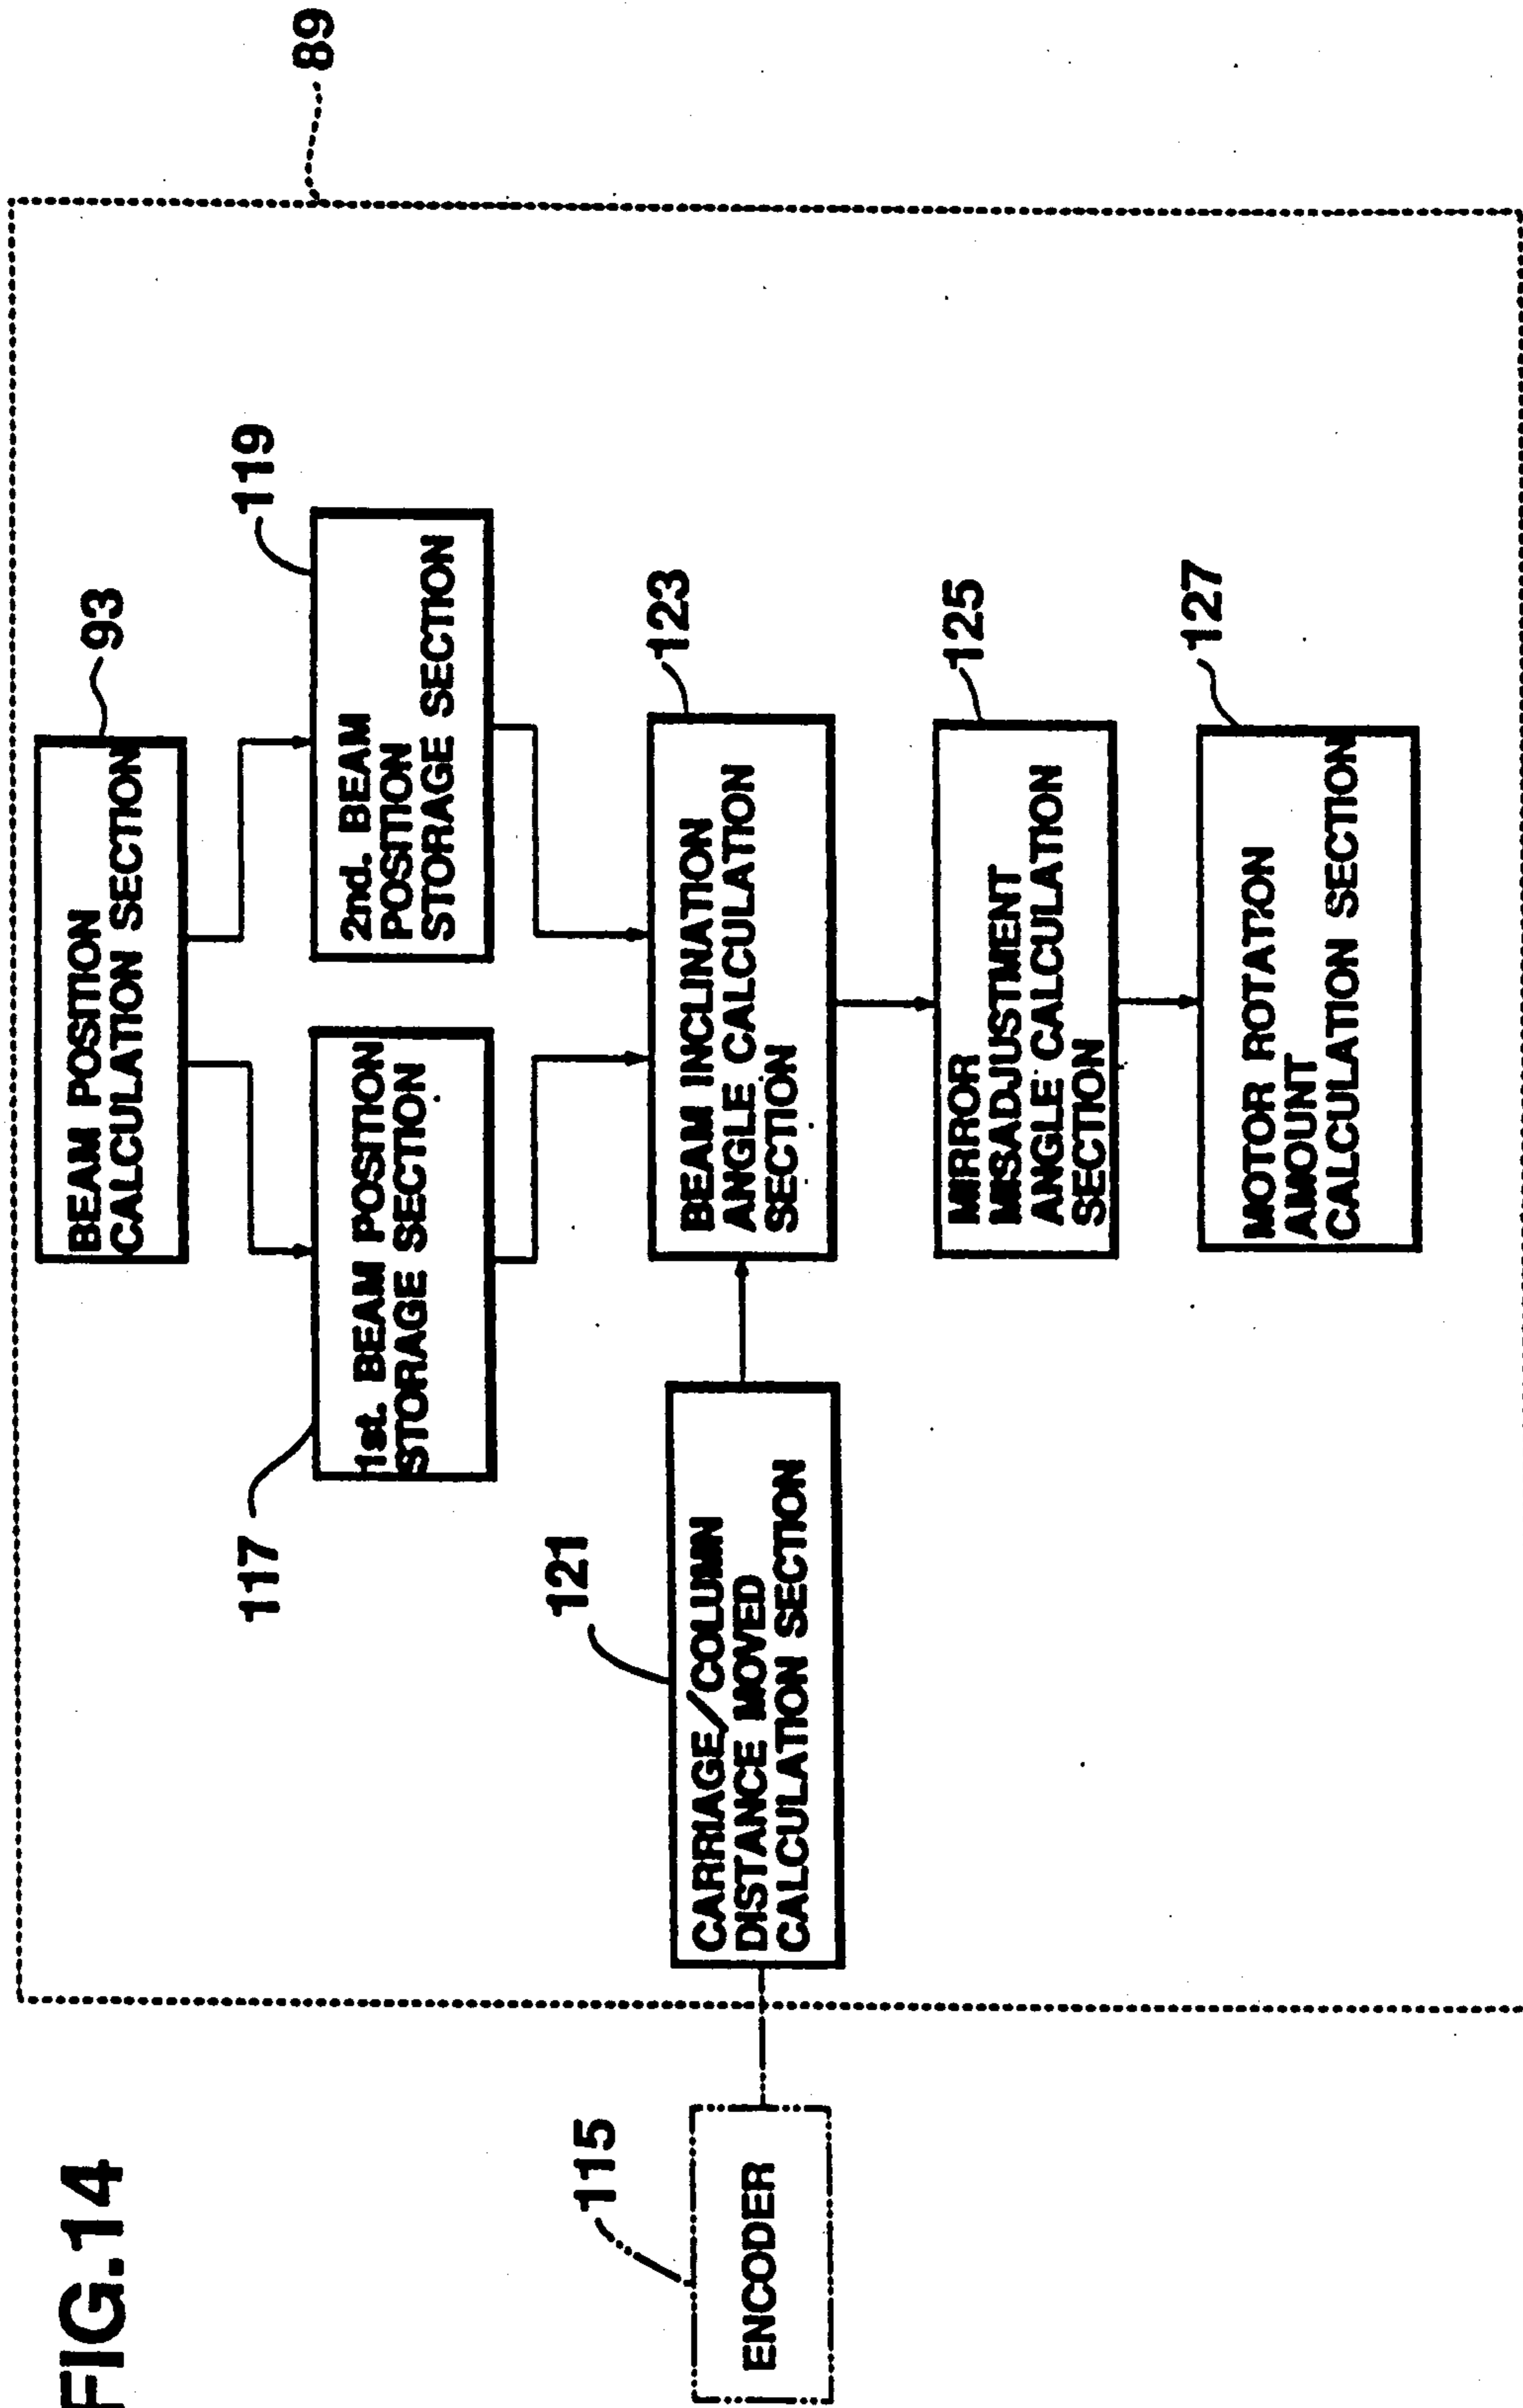 FIG.14
89
93
BEAM POSITION
CALCULATION SECTION
117
1st. BEAM POSITION
STORAGE SECTION
119
2nd. BEAM
POSITION
STORAGE SECTION
115
ENCODER
121
CARRIAGE/COLUMN
DISTANCE MOVED
CALCULATION SECTION
123
BEAM INCLINATION
ANGLE CALCULATION
SECTION
125
MIRROR
MISADJUSTMENT
ANGLE CALCULATION
SECTION
127
MOTOR ROTATION
AMOUNT
CALCULATION SECTION